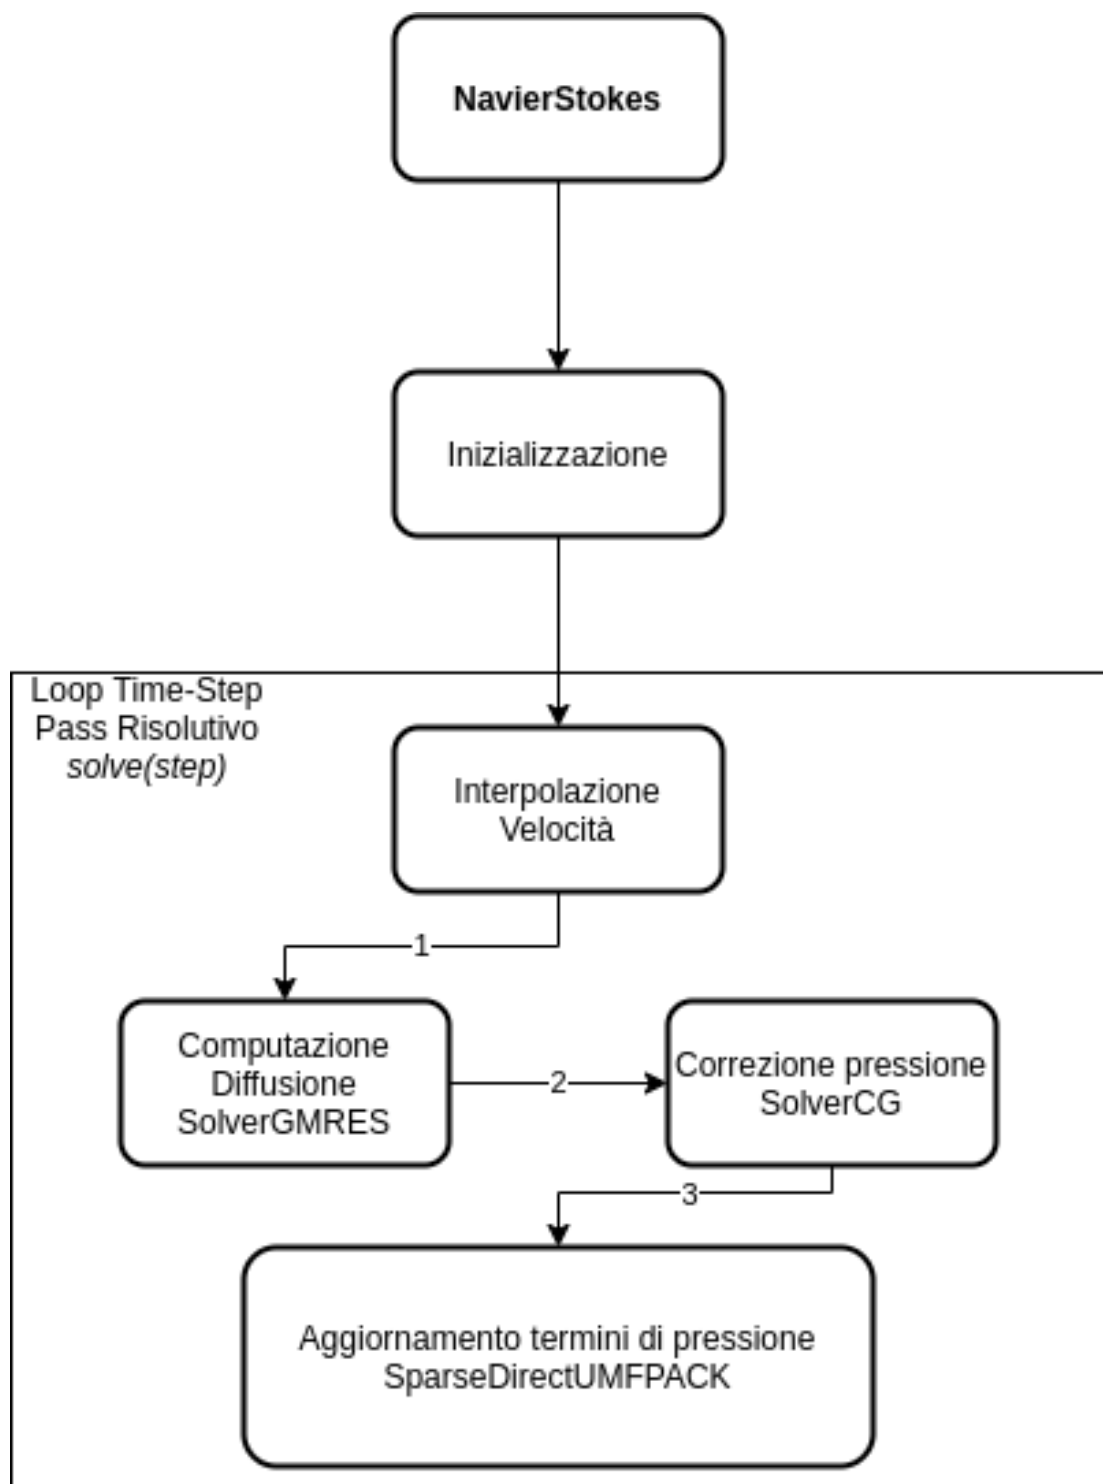 NavierStokes
Inizializzazione
Loop Time-Step
Pass Risolutivo
solve(step)
Interpolazione
Velocità
1
Computazione
Diffusione
SolverGMRES
2
Correzione pressione
SolverCG
3
Aggiornamento termini di pressione
SparseDirectUMFPACK